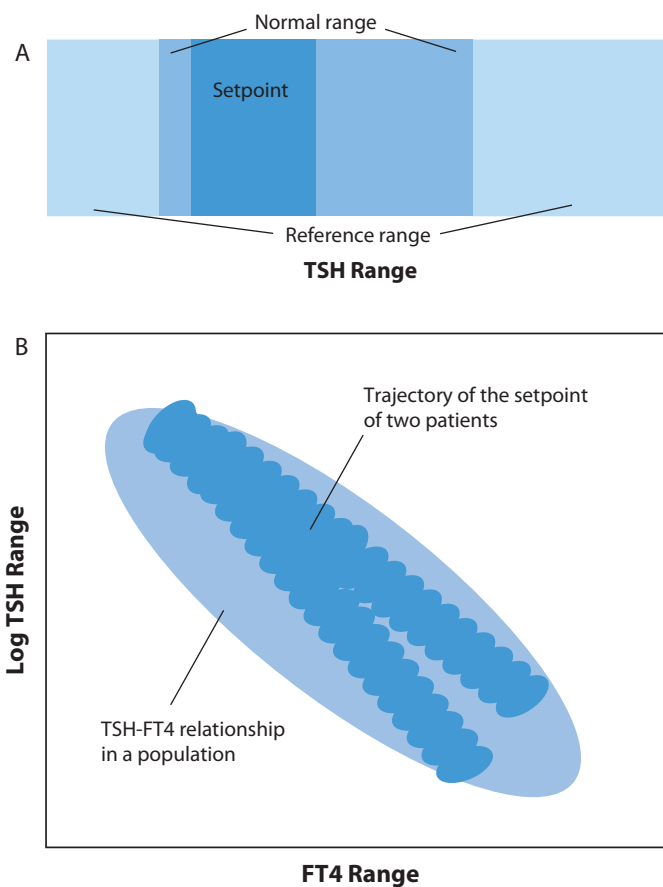 Normal range
A
Setpoint
Reference range
TSH Range
B
Trajectory of the setpoint
of two patients
Log TSH Range
TSH-FT4 relationship
in a population
FT4 Range